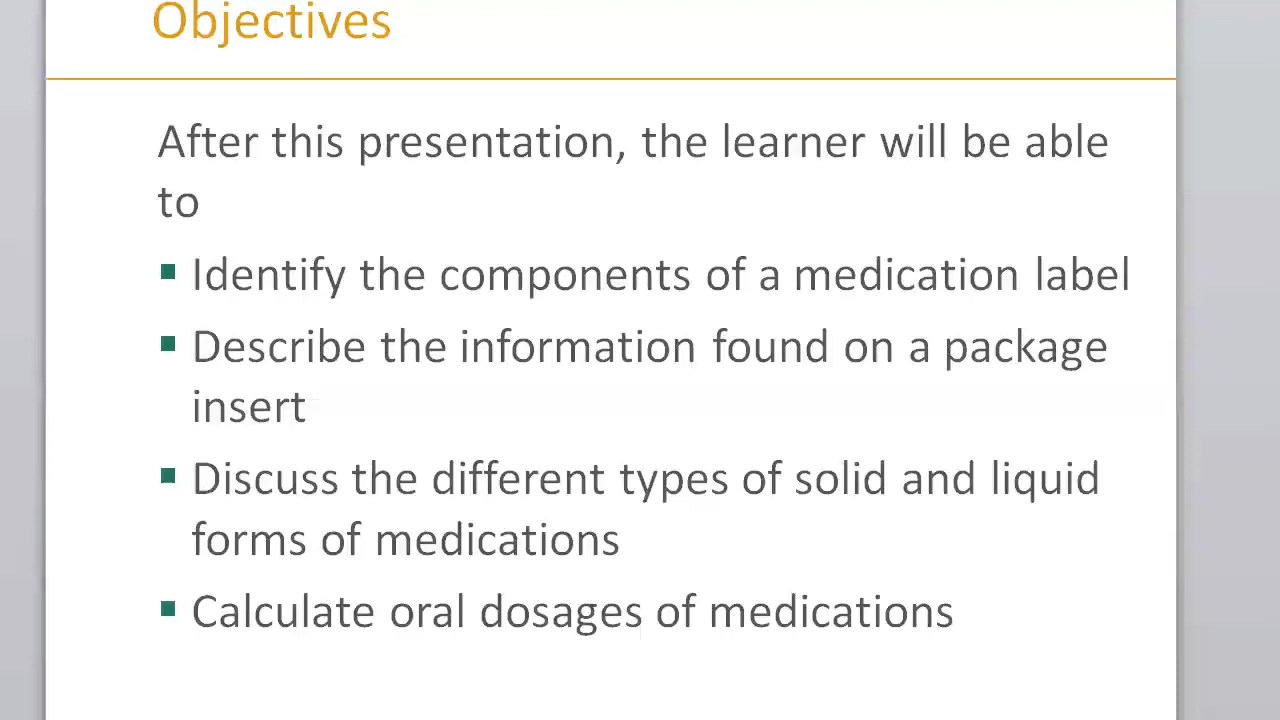 Objectives
After this presentation, the learner will be able
to
▪ Identify the components of a medication label
▪ Describe the information found on a package
insert
▪ Discuss the different types of solid and liquid
forms of medications
▪ Calculate oral dosages of medications